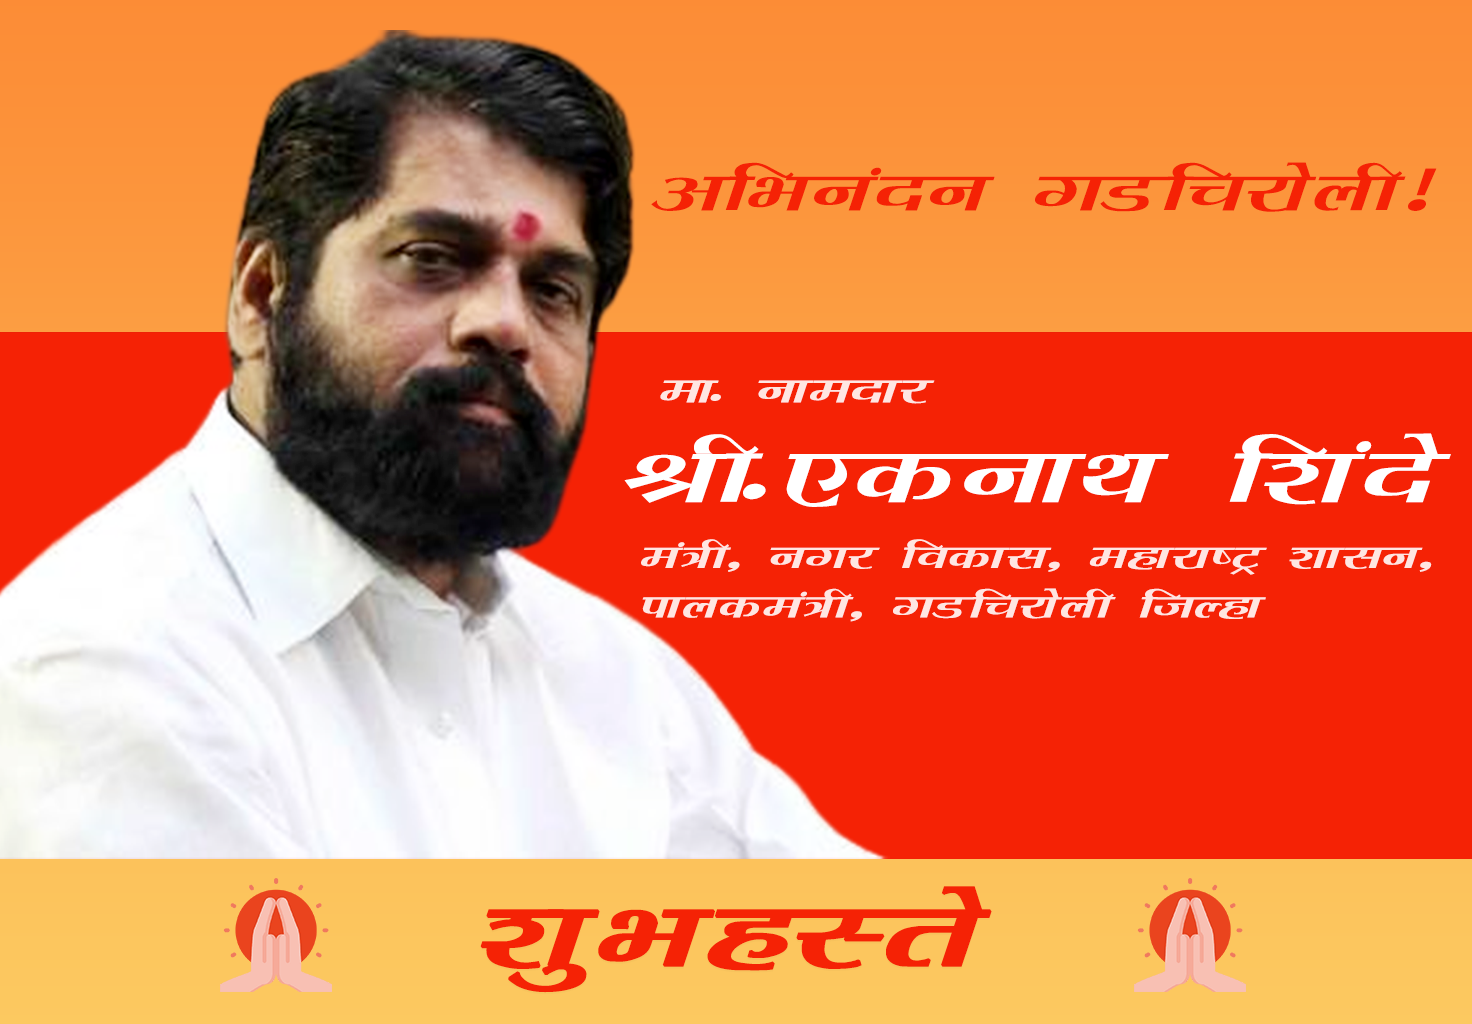 अभिनंदन गडचिरोली!
मा. नामदार
श्री.एकनाथ शिंदे
मंत्री, नगर विकास, महाराष्ट्र शासन,
पालकमंत्री, गडचिरोली जिल्हा
शुभहस्ते